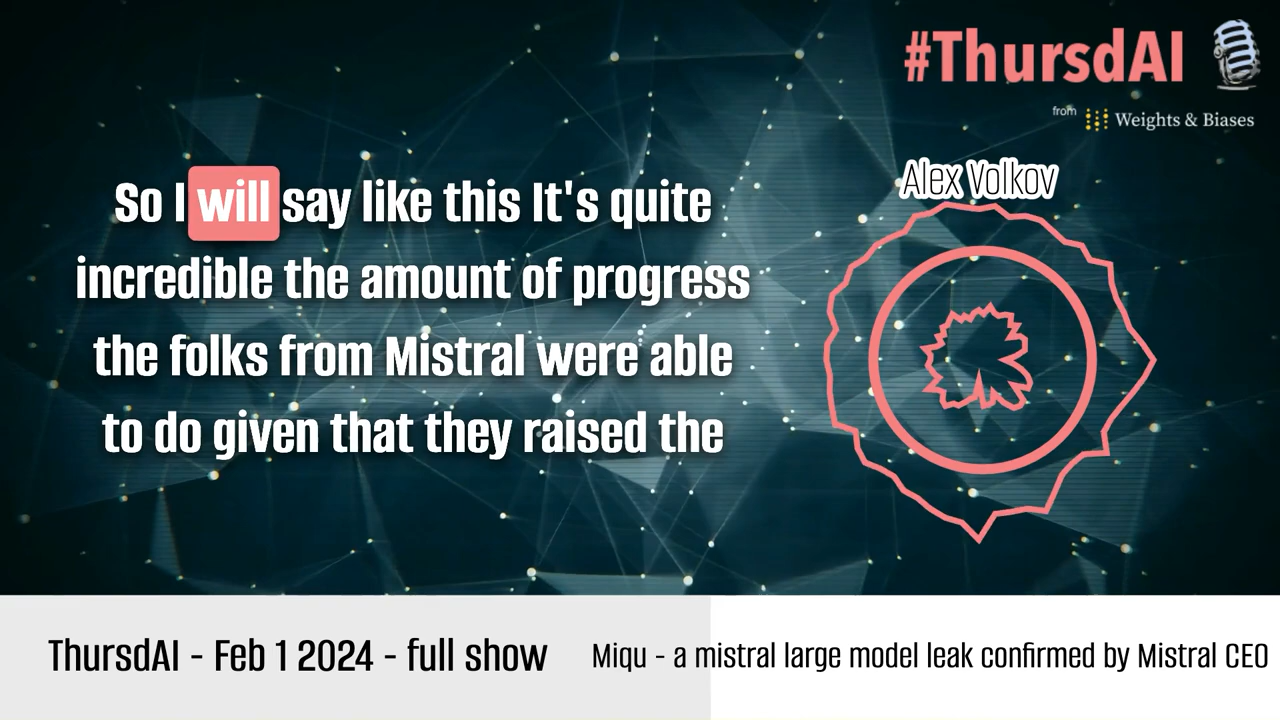 #ThursdAI
from Weights & Biases
Alex Volkov
So I will say like this It's quite
incredible the amount of progress
the folks from Mistral were able
to do given that they raised the
ThursdAI - Feb 1 2024 - full show
Miqu - a mistral large model leak confirmed by Mistral CEO